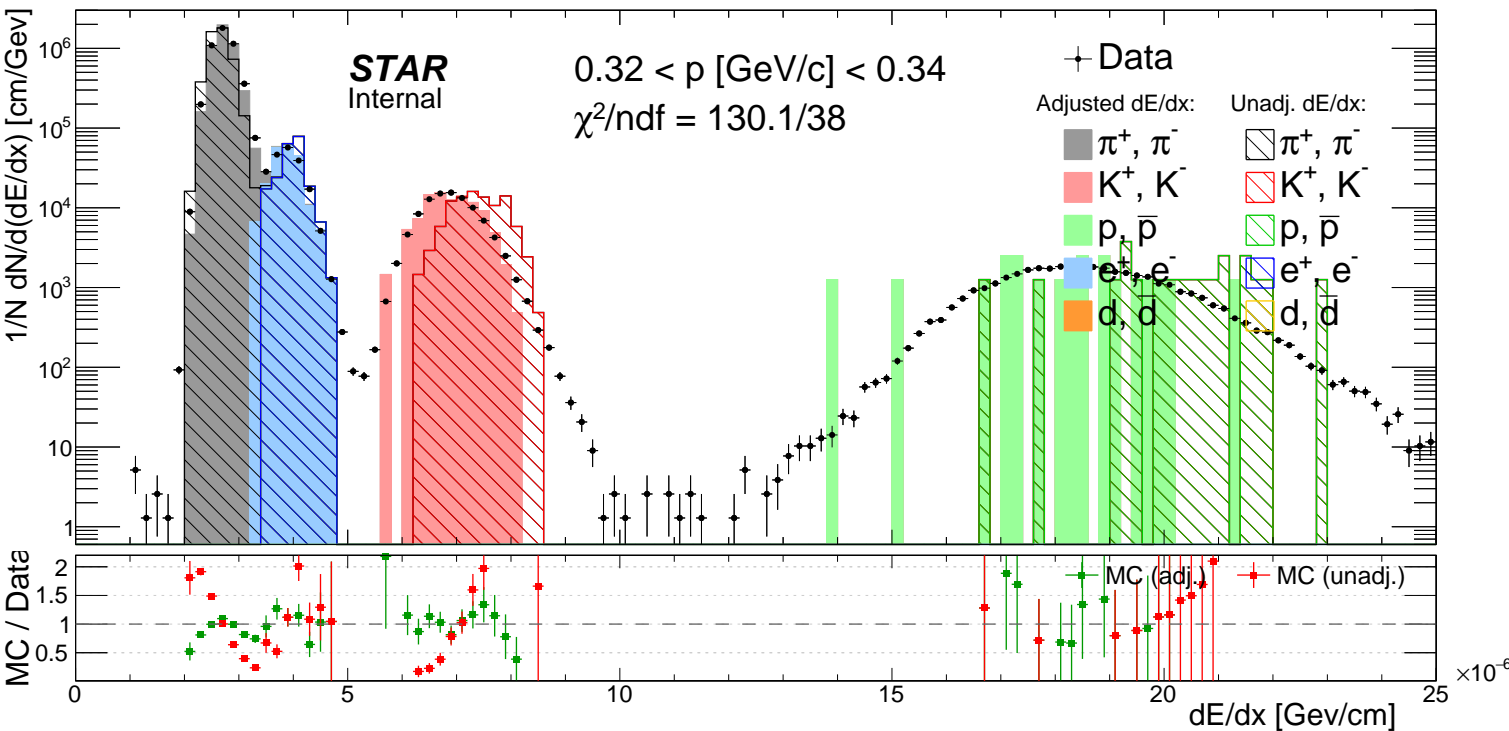 1/N dN/d(dE/dx) [cm/Gev]
10⁶
10⁵
10⁴
10³
10²
10
1
STAR
Internal
0.32 < p [GeV/c] < 0.34
χ²/ndf = 130.1/38
Data
Adjusted dE/dx: Unadj. dE/dx:
π⁺, π⁻ π⁺, π⁻
K⁺, K⁻ K⁺, K⁻
p, p̅ p, p̅
e⁺, e⁻ e⁺, e⁻
d, d̅ d, d̅
MC / Data
2
1.5
1
0.5
MC (adj.) MC (unadj.)
0 5 10 15 20 25
×10⁻⁶
dE/dx [Gev/cm]